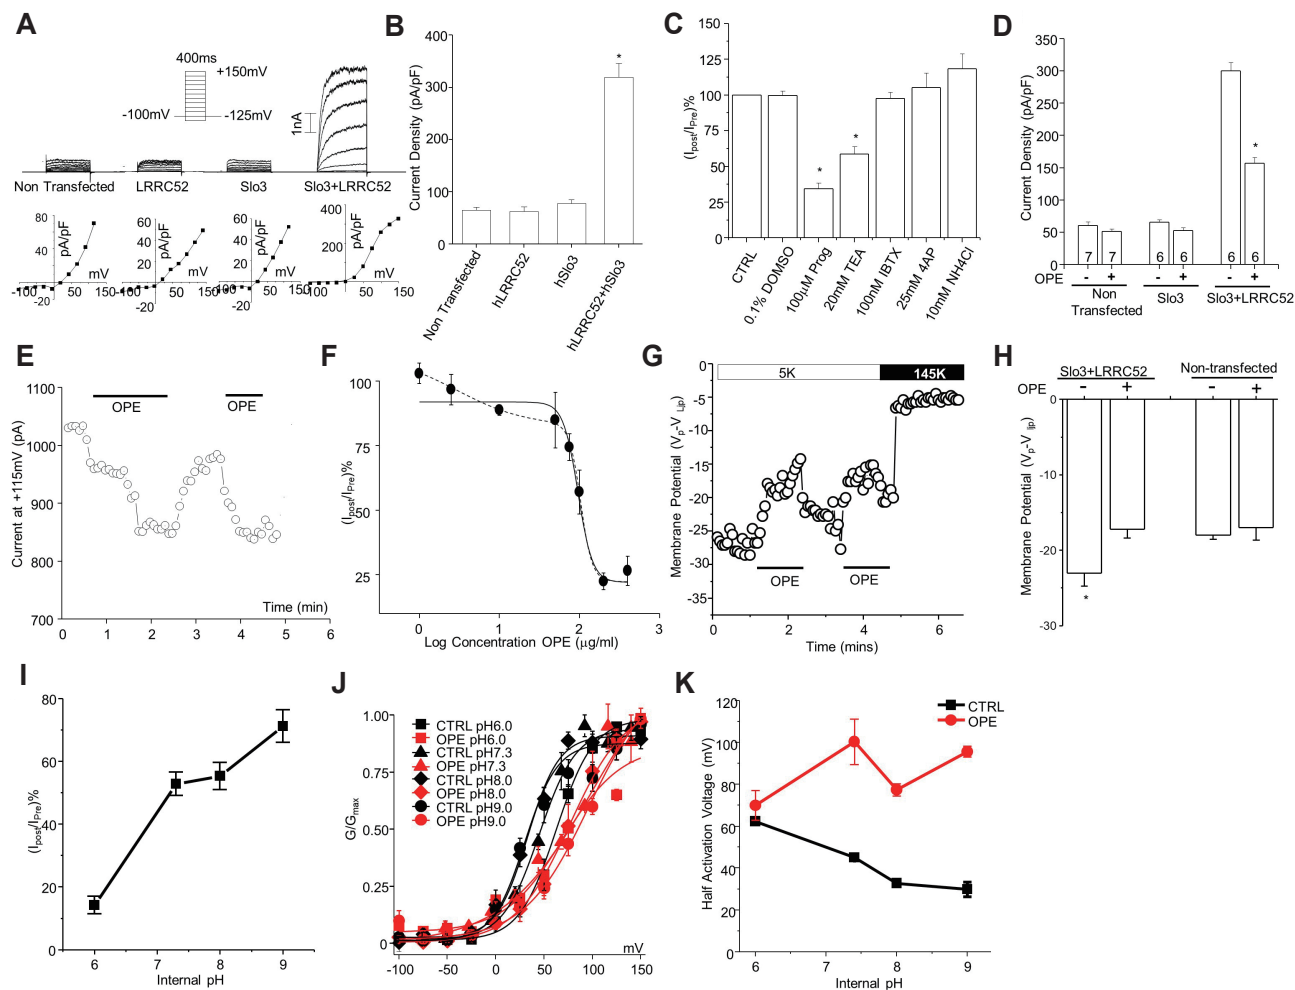 A
400ms
+150mV
-100mV
-125mV
1nA
Non Transfected
LRRC52
Slo3
Slo3+LRRC52
80
40
-20
-100
50
150
pA/pF
mV
60
40
20
-20
-100
50
150
pA/pF
mV
60
40
20
-20
-100
50
150
pA/pF
mV
400
200
-100
50
150
pA/pF
mV
B
Current Density (pA/pF)
400
300
200
100
0
*
Non Transfected
hLRRC52
hSlo3
hLRRC52+hSlo3
C
(Ipost/IPre)%
150
125
100
75
50
25
0
*
*
CTRL
0.1% DOMSO
100µM Prog
20mM TEA
100nM IBTX
25mM 4AP
10mM NH4Cl
D
Current Density (pA/pF)
350
300
250
200
150
100
50
0
*
7 7 6 6 6 6
OPE - + - + - +
Non Transfected
Slo3
Slo3+LRRC52
E
Current at +115mV (pA)
1100
1000
900
800
700
OPE
OPE
Time (min)
0 1 2 3 4 5 6
F
(Ipost/IPre)%
100
75
50
25
0 1 2 3
Log Concentration OPE (µg/ml)
G
Membrane Potential (Vp-V Ljp)
0
-5
-10
-15
-20
-25
-30
-35
5K
145K
OPE
OPE
0 2 4 6
Time (mins)
H
Slo3+LRRC52
Non-transfected
OPE - + - +
Membrane Potential (Vp-V ljp)
0
-10
-20
-30
*
I
(Ipost/IPre)%
80
60
40
20
0
6 7 8 9
Internal pH
J
G/Gmax
1.00
0.75
0.50
0.25
0
CTRL pH6.0
OPE pH6.0
CTRL pH7.3
OPE pH7.3
CTRL pH8.0
OPE pH8.0
CTRL pH9.0
OPE pH9.0
mV
-100 -50 0 50 100 150
K
Half Activation Voltage (mV)
120
100
80
60
40
20
0
CTRL
OPE
6 7 8 9
Internal pH